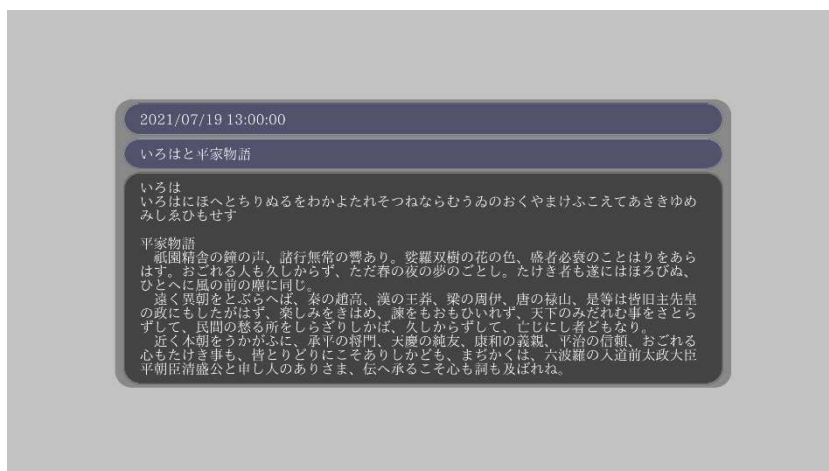 2021/07/19 13:00:00
いろはと平家物語
いろは
いろはにほへとちりぬるをわかよたれそつねならむうゐのおくやまけふこえてあさきゆめ
みしゑひもせす
平家物語
祇園精舎の鐘の声、諸行無常の響あり。娑羅双樹の花の色、盛者必衰のことはりをあら
はす。おごれる人も久しからず、ただ春の夜の夢のごとし。たけき者も遂にはほろびぬ、
ひとへに風の前の塵に同じ。
遠く異朝をとぶらへば、秦の趙高、漢の王莽、梁の周伊、唐の禄山、是等は皆旧主先皇
の政にもしたがはず、楽しみをきはめ、諫をもおもひいれず、天下のみだれむ事をさとら
ずして、民間の愁る所をしらざりしかば、久しからずして、亡じにし者どもなり。
近く本朝をうかがふに、承平の将門、天慶の純友、康和の義親、平治の信頼、おごれる
心もたけき事も、皆とりどりにこそありしかども、まぢかくは、六波羅の入道前太政大臣
平朝臣清盛公と申し人のありさま、伝へ承るこそ心も詞も及ばれね。